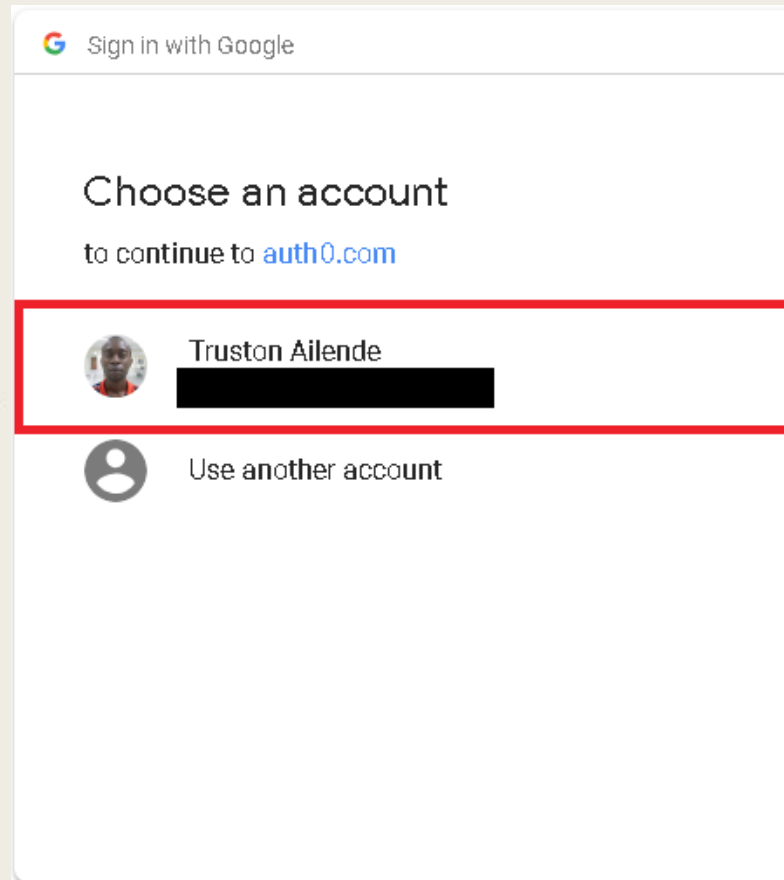 Sign in with Google
Choose an account
to continue to auth0.com
Truston Ailende
Use another account